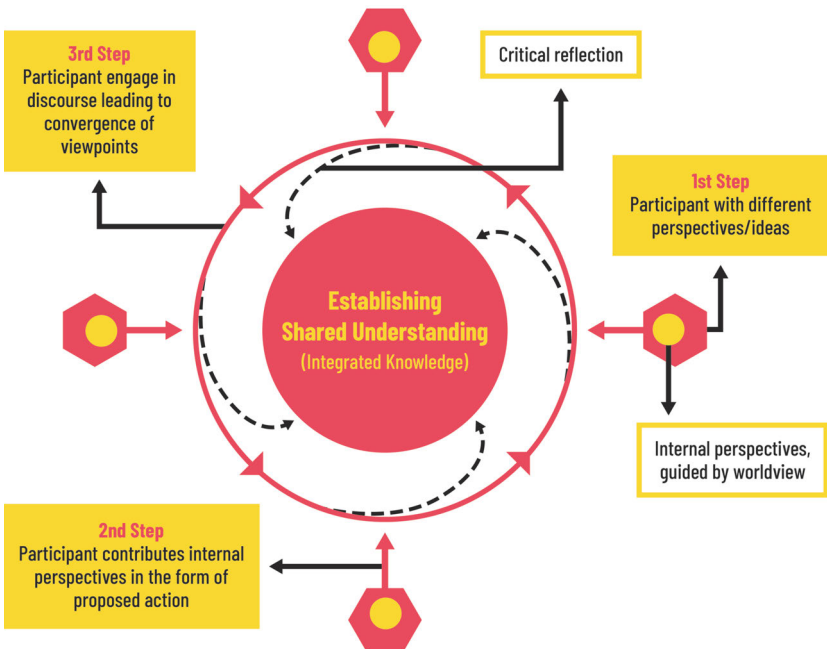 3rd Step
Participant engage in
discourse leading to
convergence of
viewpoints
Critical reflection
1st Step
Participant with different
perspectives/ideas
Establishing
Shared Understanding
(Integrated Knowledge)
Internal perspectives,
guided by worldview
2nd Step
Participant contributes internal
perspectives in the form of
proposed action